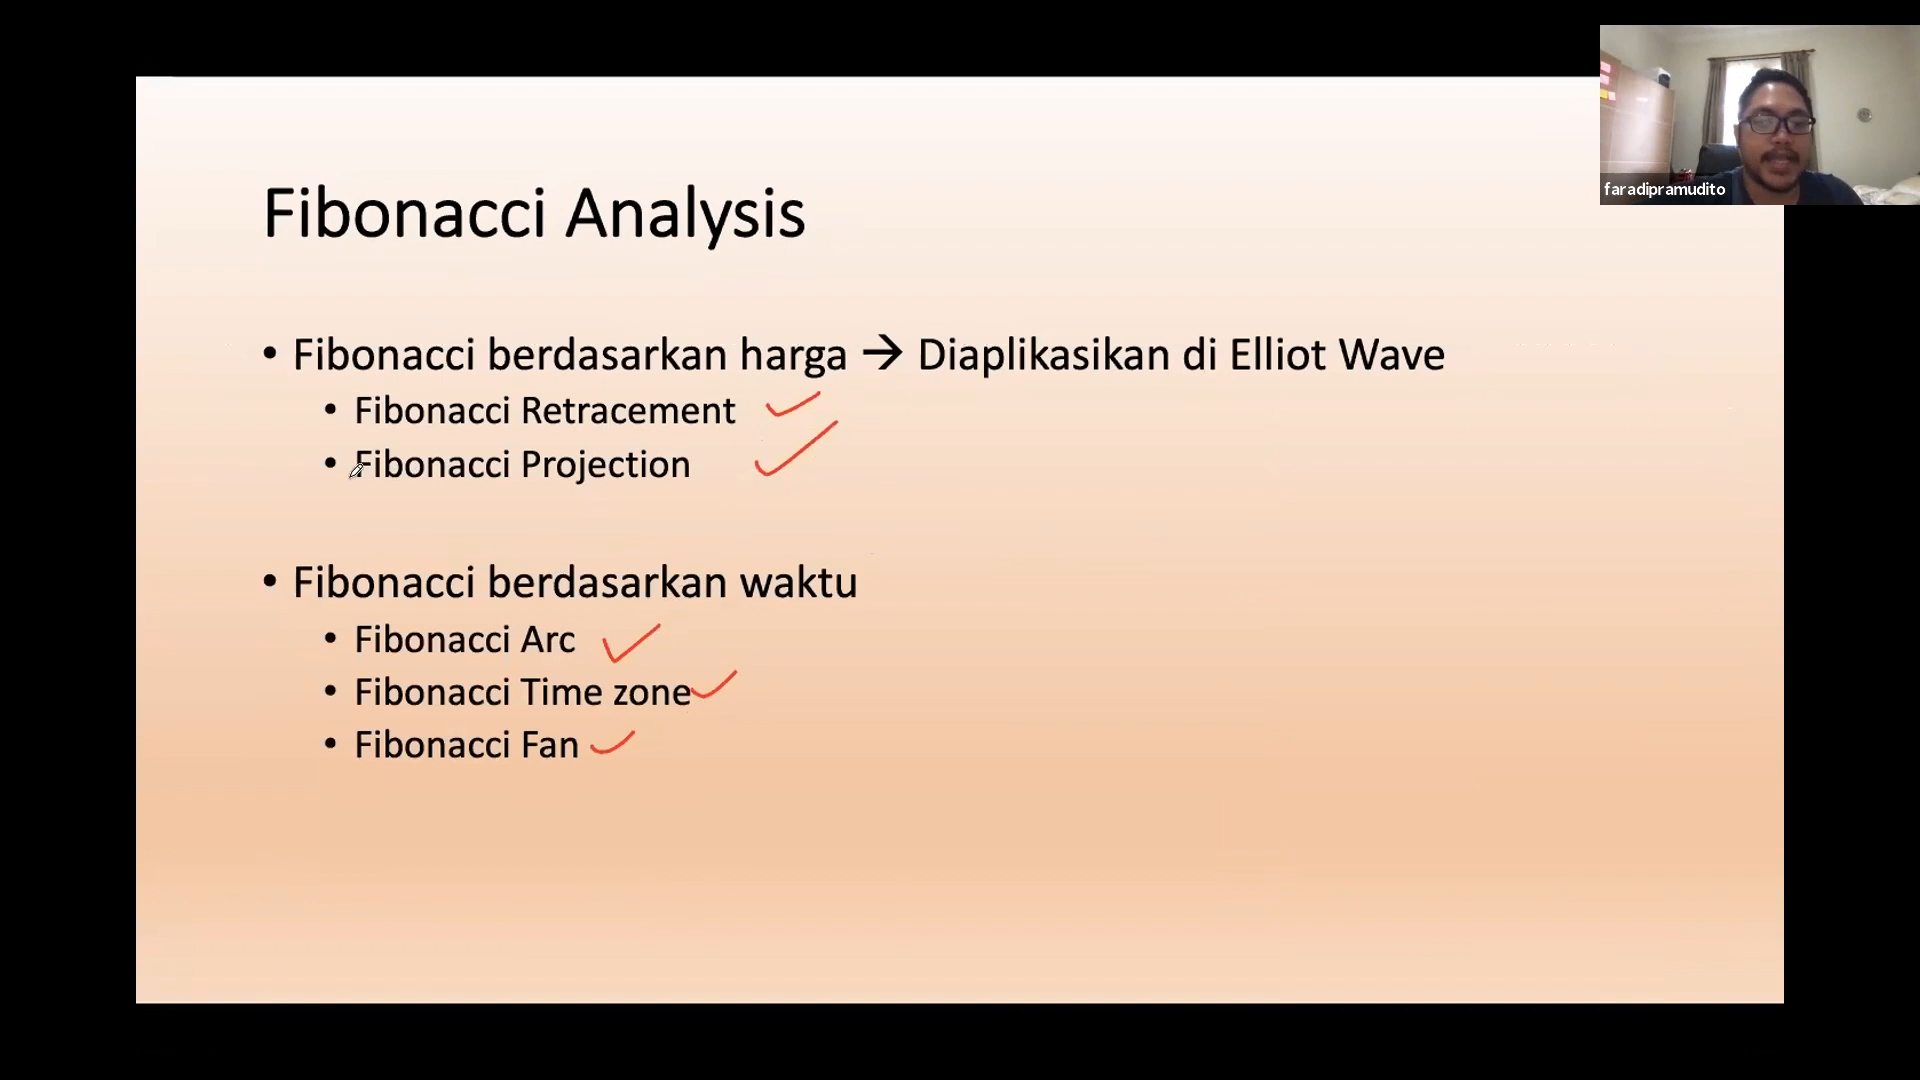 faradipramudito
Fibonacci Analysis
• Fibonacci berdasarkan harga → Diaplikasikan di Elliot Wave
• Fibonacci Retracement
• Fibonacci Projection
• Fibonacci berdasarkan waktu
• Fibonacci Arc
• Fibonacci Time zone
• Fibonacci Fan